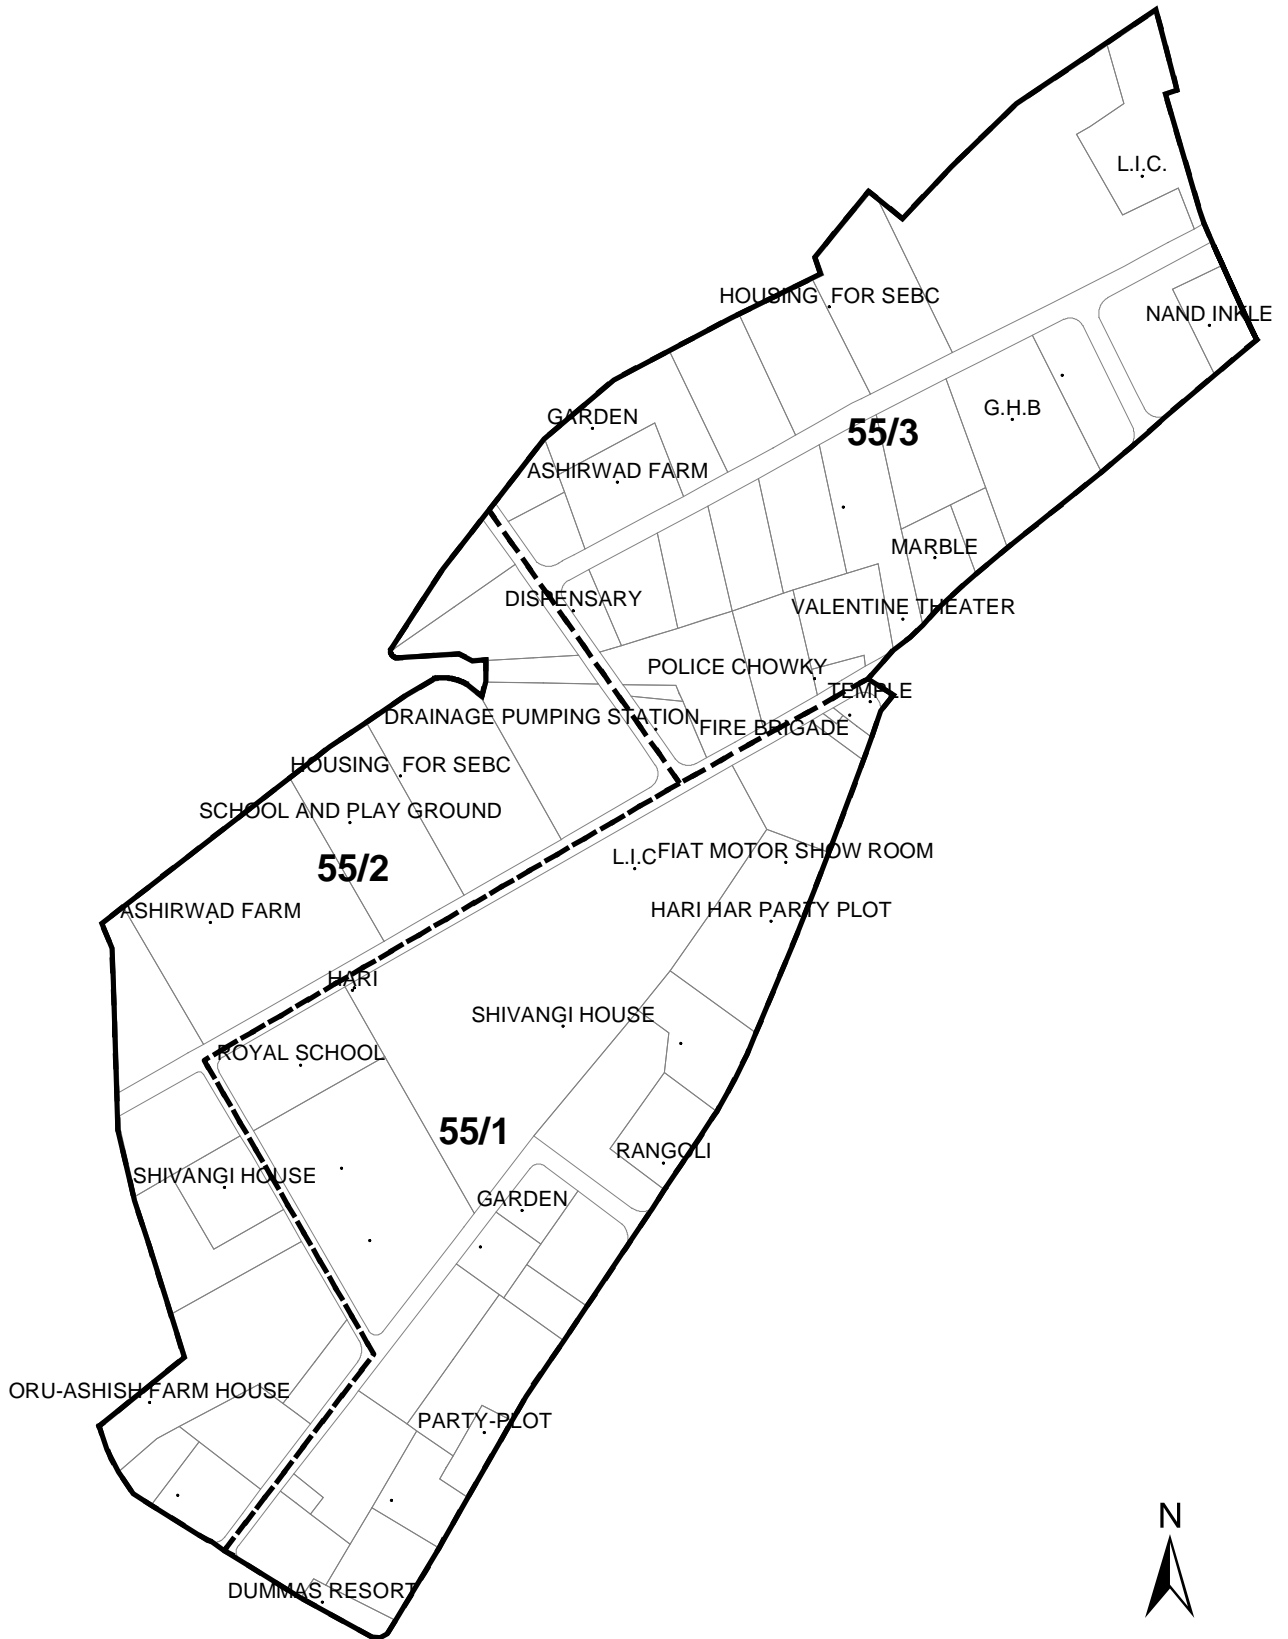 L.I.C.
HOUSING FOR SEBC
NAND INKLE
G.H.B
GARDEN
55/3
ASHIRWAD FARM
MARBLE
DISPENSARY
VALENTINE THEATER
POLICE CHOWKY
TEMPLE
DRAINAGE PUMPING STATION
FIRE BRIGADE
HOUSING FOR SEBC
SCHOOL AND PLAY GROUND
L.I.C
FIAT MOTOR SHOW ROOM
55/2
ASHIRWAD FARM
HARI HAR PARTY PLOT
HARI
SHIVANGI HOUSE
ROYAL SCHOOL
55/1
RANGOLI
SHIVANGI HOUSE
GARDEN
ORU-ASHISH FARM HOUSE
PARTY-PLOT
N
DUMMAS RESORT